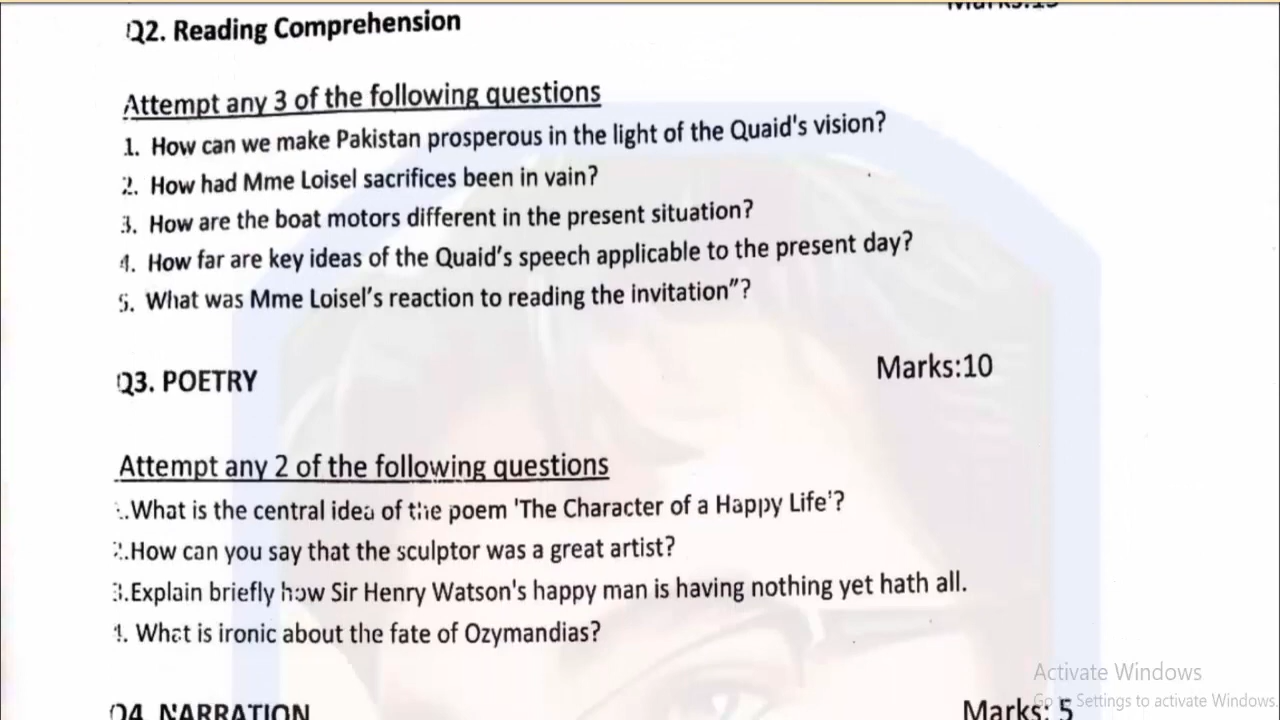 Marks:15
Q2. Reading Comprehension
Attempt any 3 of the following questions
1. How can we make Pakistan prosperous in the light of the Quaid's vision?
2. How had Mme Loisel sacrifices been in vain?
3. How are the boat motors different in the present situation?
4. How far are key ideas of the Quaid's speech applicable to the present day?
5. What was Mme Loisel's reaction to reading the invitation"?
Q3. POETRY
Marks:10
Attempt any 2 of the following questions
1.What is the central idea of the poem 'The Character of a Happy Life'?
2.How can you say that the sculptor was a great artist?
3.Explain briefly how Sir Henry Watson's happy man is having nothing yet hath all.
4. What is ironic about the fate of Ozymandias?
Q4. NARRATION
Marks: 5
Activate Windows
Go to Settings to activate Windows.